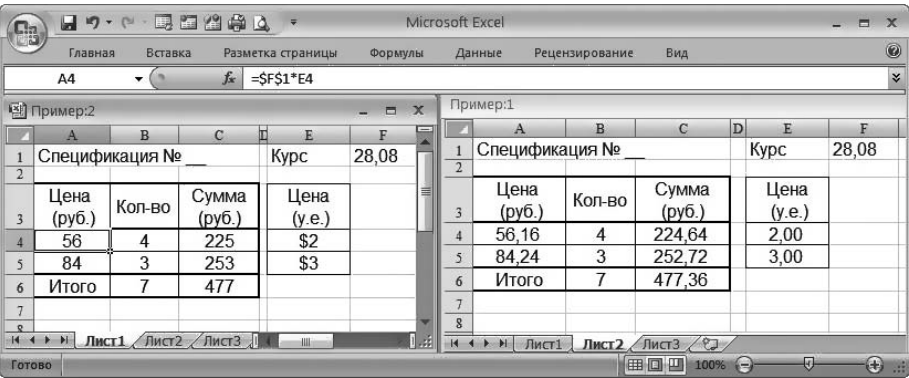 Microsoft Excel
Главная Вставка Разметка страницы Формулы Данные Рецензирование Вид
A4 fx =$F$1*E4
Пример:2
A B C D E F
1 Спецификация № __ Курс 28,08
2
3 Цена (руб.) Кол-во Сумма (руб.) Цена (у.е.)
4 56 4 225 $2
5 84 3 253 $3
6 Итого 7 477
7
8
Лист1 Лист2 Лист3
Пример:1
A B C D E F
1 Спецификация № __ Курс 28,08
2
3 Цена (руб.) Кол-во Сумма (руб.) Цена (у.е.)
4 56,16 4 224,64 2,00
5 84,24 3 252,72 3,00
6 Итого 7 477,36
7
8
Лист1 Лист2 Лист3
Готово 100%